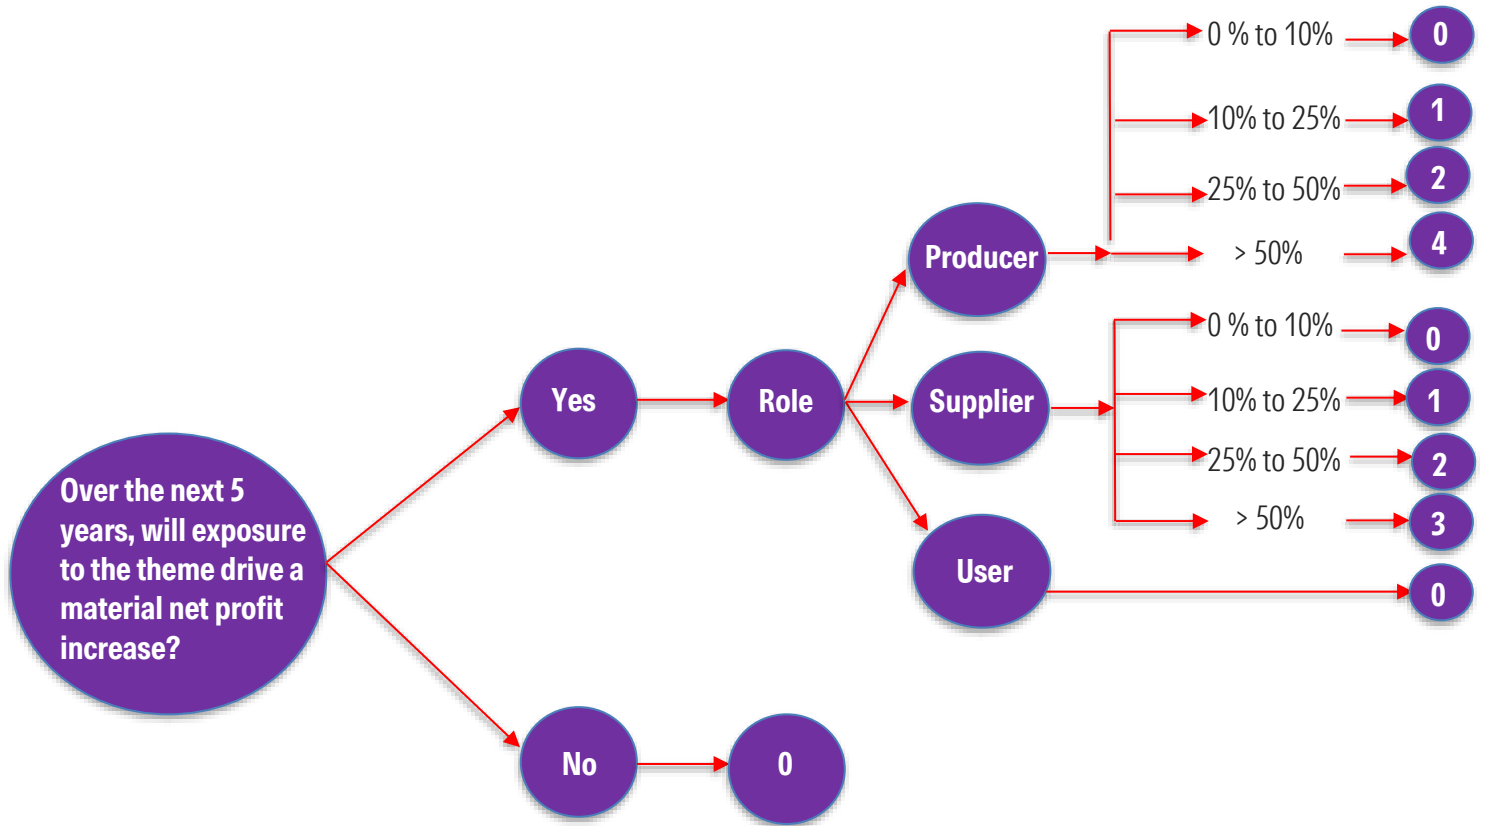 Over the next 5
years, will exposure
to the theme drive a
material net profit
increase?
Yes
Role
Producer
0 % to 10%
0
10% to 25%
1
25% to 50%
2
> 50%
4
Supplier
0 % to 10%
0
10% to 25%
1
25% to 50%
2
> 50%
3
User
0
No
0